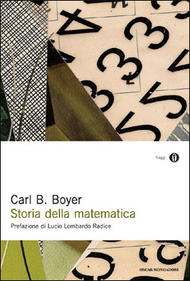 Saggi
Carl B. Boyer
Storia della matematica
Prefazione di Lucio Lombardo Radice
OSCAR MONDADORI